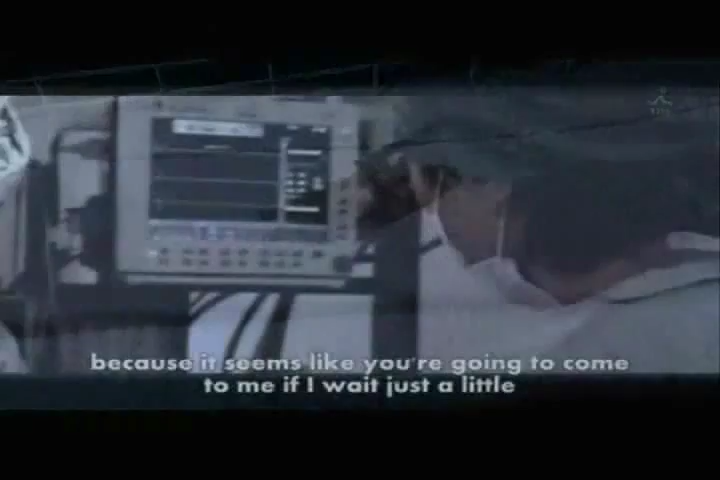 because it seems like you're going to come
to me if I wait just a little